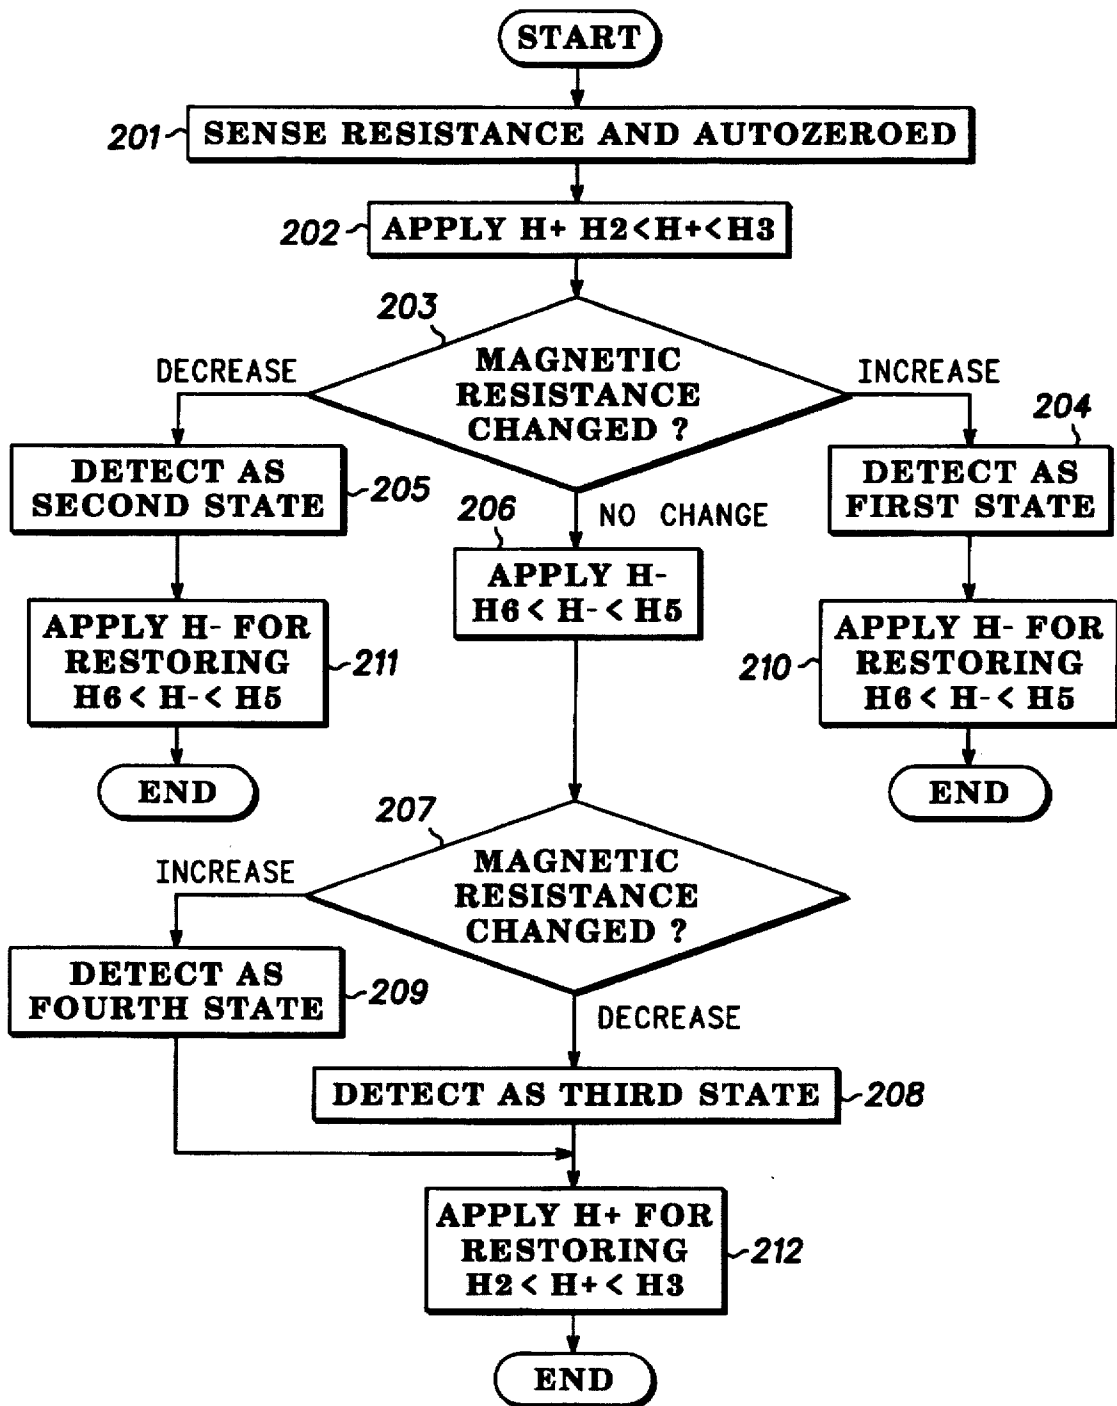 START
201
SENSE RESISTANCE AND AUTOZEROED
202
APPLY H+ H2<H+<H3
203
MAGNETIC
RESISTANCE
CHANGED ?
DECREASE
INCREASE
NO CHANGE
204
DETECT AS
FIRST STATE
DETECT AS
SECOND STATE
205
206
APPLY H-
H6 < H- < H5
APPLY H- FOR
RESTORING
H6 < H- < H5
211
210
APPLY H- FOR
RESTORING
H6 < H- < H5
END
END
207
MAGNETIC
RESISTANCE
CHANGED ?
INCREASE
DECREASE
DETECT AS
FOURTH STATE
209
DETECT AS THIRD STATE
208
APPLY H+ FOR
RESTORING
H2 < H+ < H3
212
END